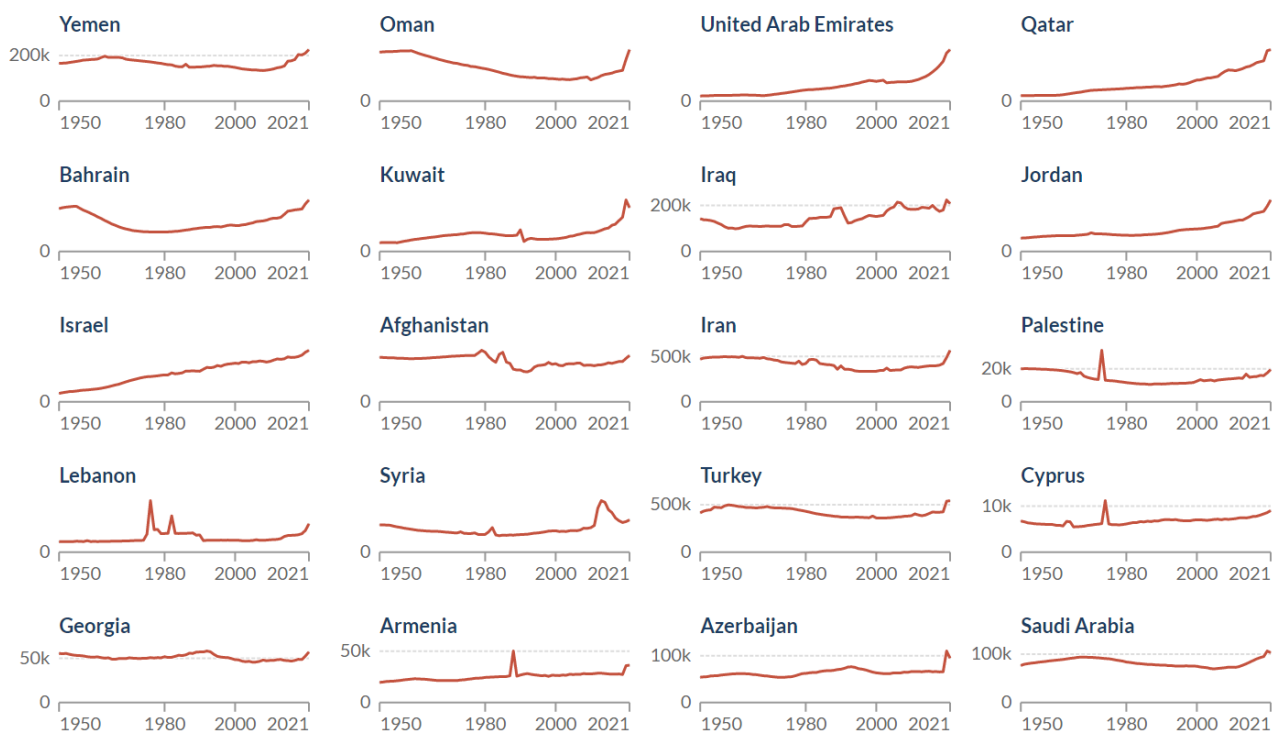 Yemen Oman United Arab Emirates Qatar
200k 0 0 0 0
1950 1980 2000 2021 1950 1980 2000 2021 1950 1980 2000 2021 1950 1980 2000 2021
Bahrain Kuwait Iraq Jordan
200k
0 0 0 0
1950 1980 2000 2021 1950 1980 2000 2021 1950 1980 2000 2021 1950 1980 2000 2021
Israel Afghanistan Iran Palestine
500k 20k
0 0 0 0
1950 1980 2000 2021 1950 1980 2000 2021 1950 1980 2000 2021 1950 1980 2000 2021
Lebanon Syria Turkey Cyprus
500k 10k
0 0 0 0
1950 1980 2000 2021 1950 1980 2000 2021 1950 1980 2000 2021 1950 1980 2000 2021
Georgia Armenia Azerbaijan Saudi Arabia
50k 50k 100k 100k
0 0 0 0
1950 1980 2000 2021 1950 1980 2000 2021 1950 1980 2000 2021 1950 1980 2000 2021